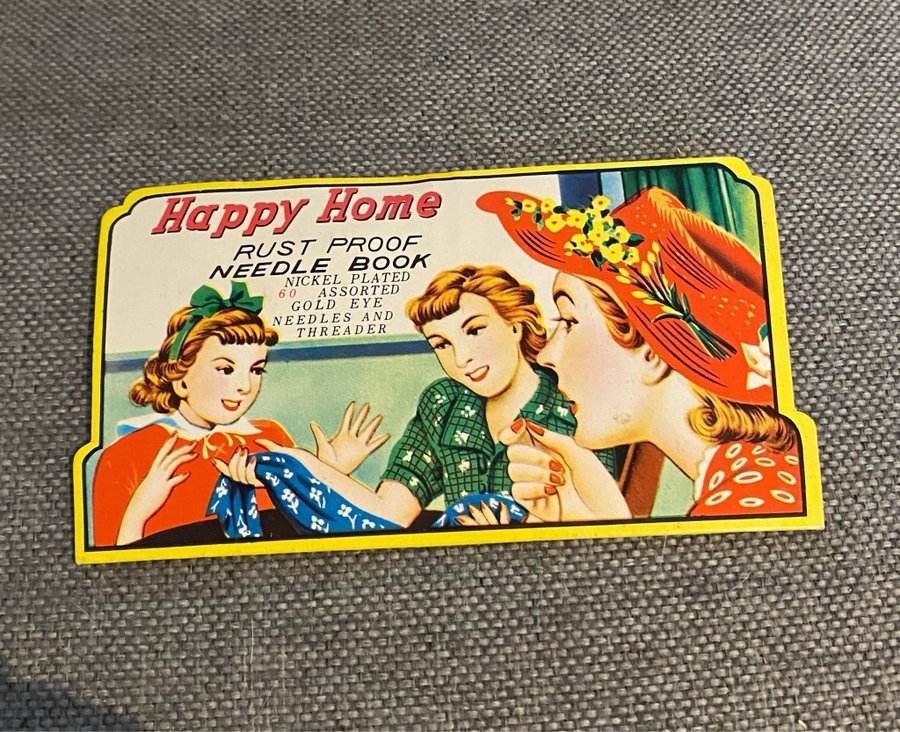 Happy Home
RUST PROOF
NEEDLE BOOK
NICKEL PLATED
60 ASSORTED
GOLD EYE
NEEDLES AND
THREADER